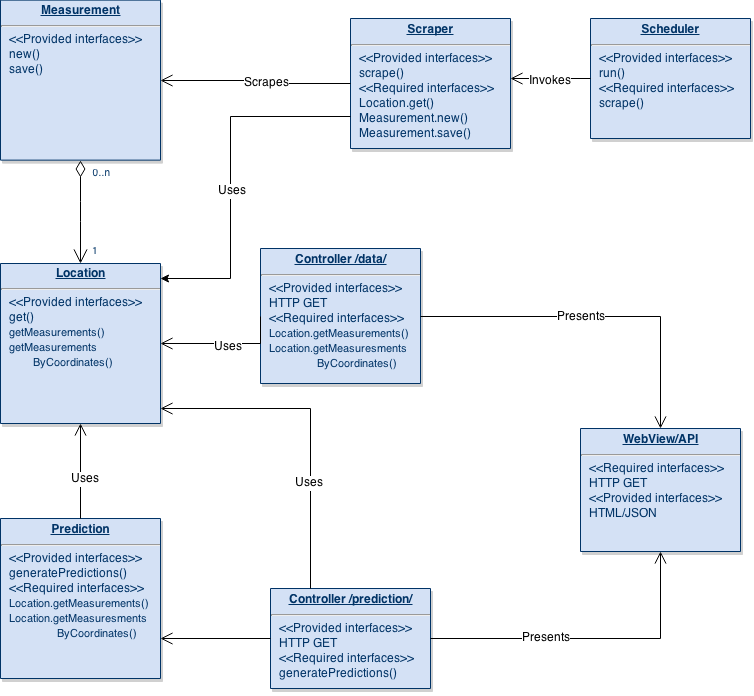 Measurement
<<Provided interfaces>>
new()
save()
Scraper
<<Provided interfaces>>
scrape()
<<Required interfaces>>
Location.get()
Measurement.new()
Measurement.save()
Scheduler
<<Provided interfaces>>
run()
<<Required interfaces>>
scrape()
Scrapes
Invokes
0..n
Uses
1
Location
<<Provided interfaces>>
get()
getMeasurements()
getMeasurements
ByCoordinates()
Controller /data/
<<Provided interfaces>>
HTTP GET
<<Required interfaces>>
Location.getMeasurements()
Location.getMeasuresments
ByCoordinates()
Uses
Presents
WebView/API
<<Required interfaces>>
HTTP GET
<<Provided interfaces>>
HTML/JSON
Uses
Uses
Prediction
<<Provided interfaces>>
generatePredictions()
<<Required interfaces>>
Location.getMeasurements()
Location.getMeasuresments
ByCoordinates()
Controller /prediction/
<<Provided interfaces>>
HTTP GET
<<Required interfaces>>
generatePredictions()
Presents